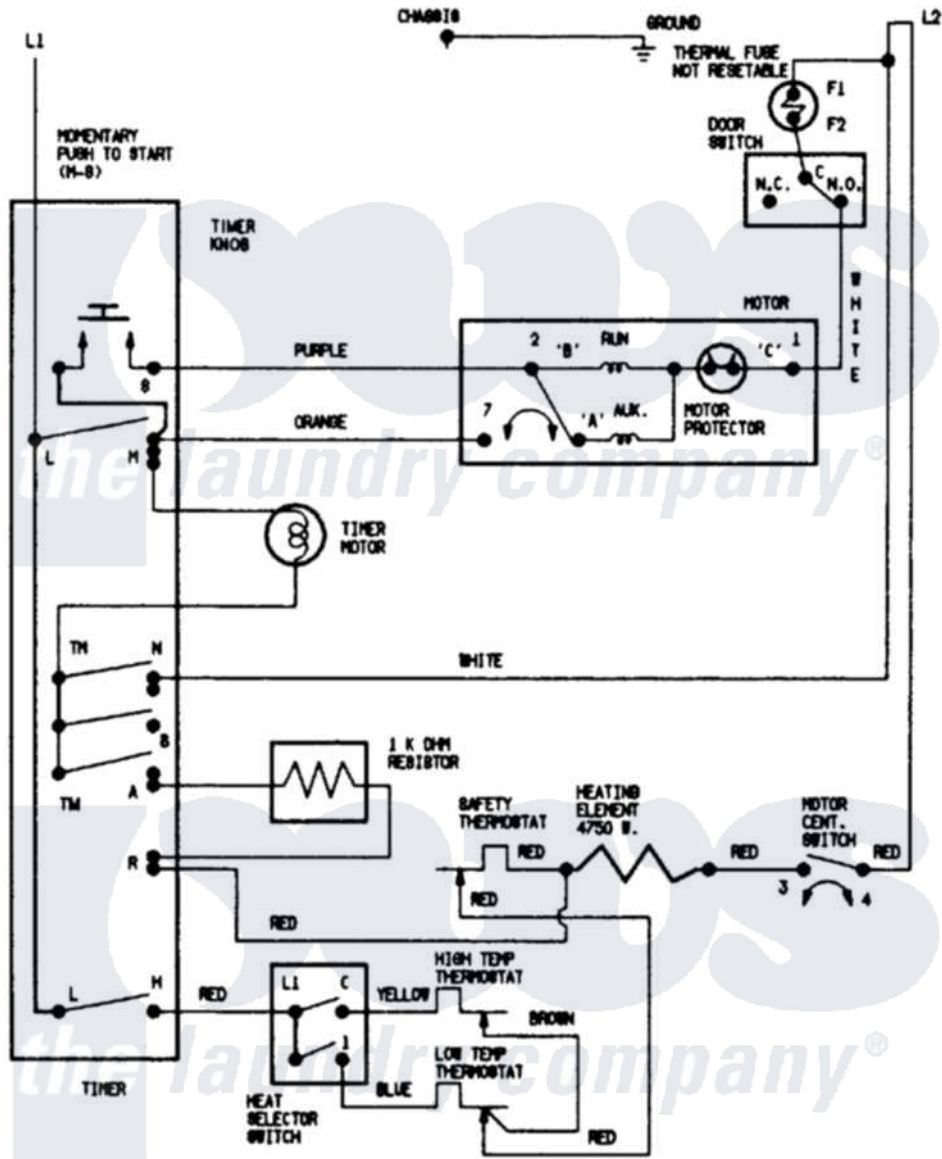 L2
CHASSIS
GROUND
L1
THERMAL FUSE
NOT RESETABLE
F1
F2
DOOR
SWITCH
MOMENTARY
PUSH TO START
(M-B)
C
N.C.
N.O.
TIMER
KNOB
WHITE
MOTOR
PURPLE
2
'B'
RUN
'C'
1
8
7
ORANGE
'A'
AUX.
MOTOR
PROTECTOR
L
M
the laundry company®
TIMER
MOTOR
TM
N
WHITE
B
1 K OHM
RESISTOR
TM
A
SAFETY
THERMOSTAT
HEATING
ELEMENT
4750 W.
MOTOR
CENT.
SWITCH
RED
RED
RED
R
3
4
RED
RED
HIGH TEMP
THERMOSTAT
L
H
RED
L1
C
YELLOW
BROWN
1
LOW TEMP
THERMOSTAT
the laundry company®
TIMER
BLUE
HEAT
SELECTOR
SWITCH
RED